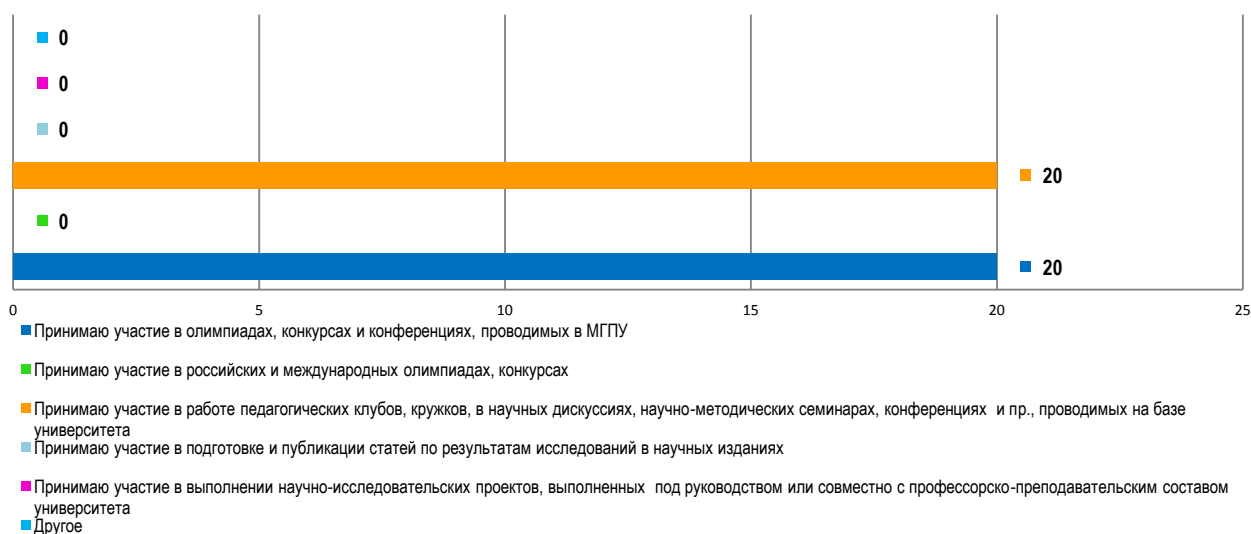 0
0
0
20
0
20
0 5 10 15 20 25
Принимаю участие в олимпиадах, конкурсах и конференциях, проводимых в МГПУ
Принимаю участие в российских и международных олимпиадах, конкурсах
Принимаю участие в работе педагогических клубов, кружков, в научных дискуссиях, научно-методических семинарах, конференциях и пр., проводимых на базе
университета
Принимаю участие в подготовке и публикации статей по результатам исследований в научных изданиях
Принимаю участие в выполнении научно-исследовательских проектов, выполненных под руководством или совместно с профессорско-преподавательским составом
университета
Другое